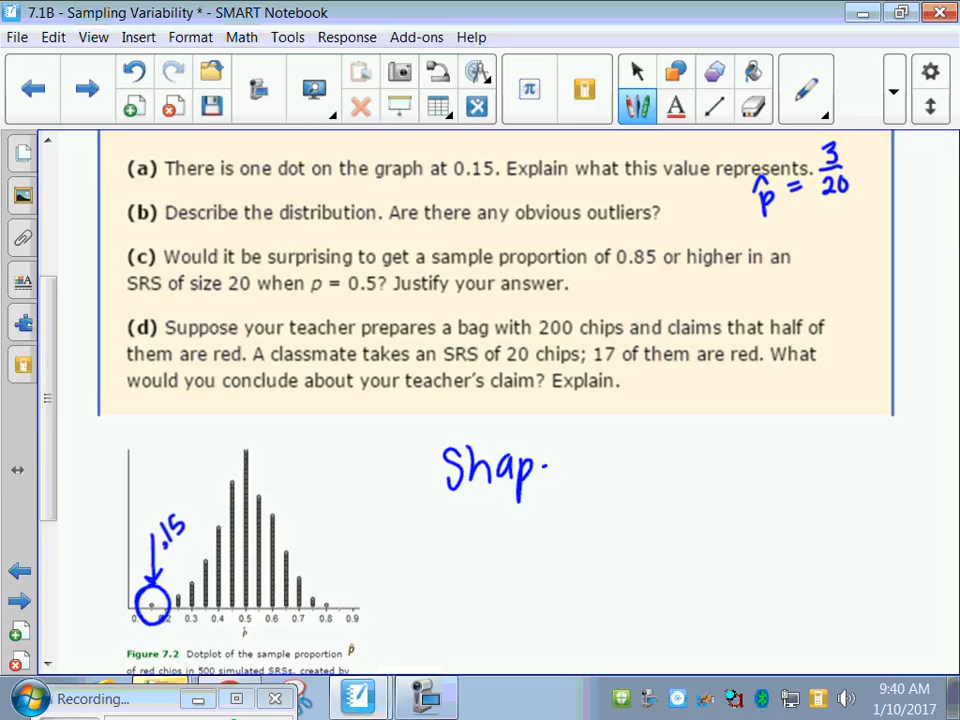 7.1B - Sampling Variability * - SMART Notebook
File Edit View Insert Format Math Tools Response Add-ons Help
π
A
(a) There is one dot on the graph at 0.15. Explain what this value represents.
p̂ = 3/20
(b) Describe the distribution. Are there any obvious outliers?
(c) Would it be surprising to get a sample proportion of 0.85 or higher in an
SRS of size 20 when p = 0.5? Justify your answer.
(d) Suppose your teacher prepares a bag with 200 chips and claims that half of
them are red. A classmate takes an SRS of 20 chips; 17 of them are red. What
would you conclude about your teacher's claim? Explain.
Shap
.15
0.3 0.4 0.5 0.6 0.7 0.8 0.9
p̂
Figure 7.2 Dotplot of the sample proportion p̂
of red chips in 500 simulated SRSs, created by
Recording...
9:40 AM
1/10/2017